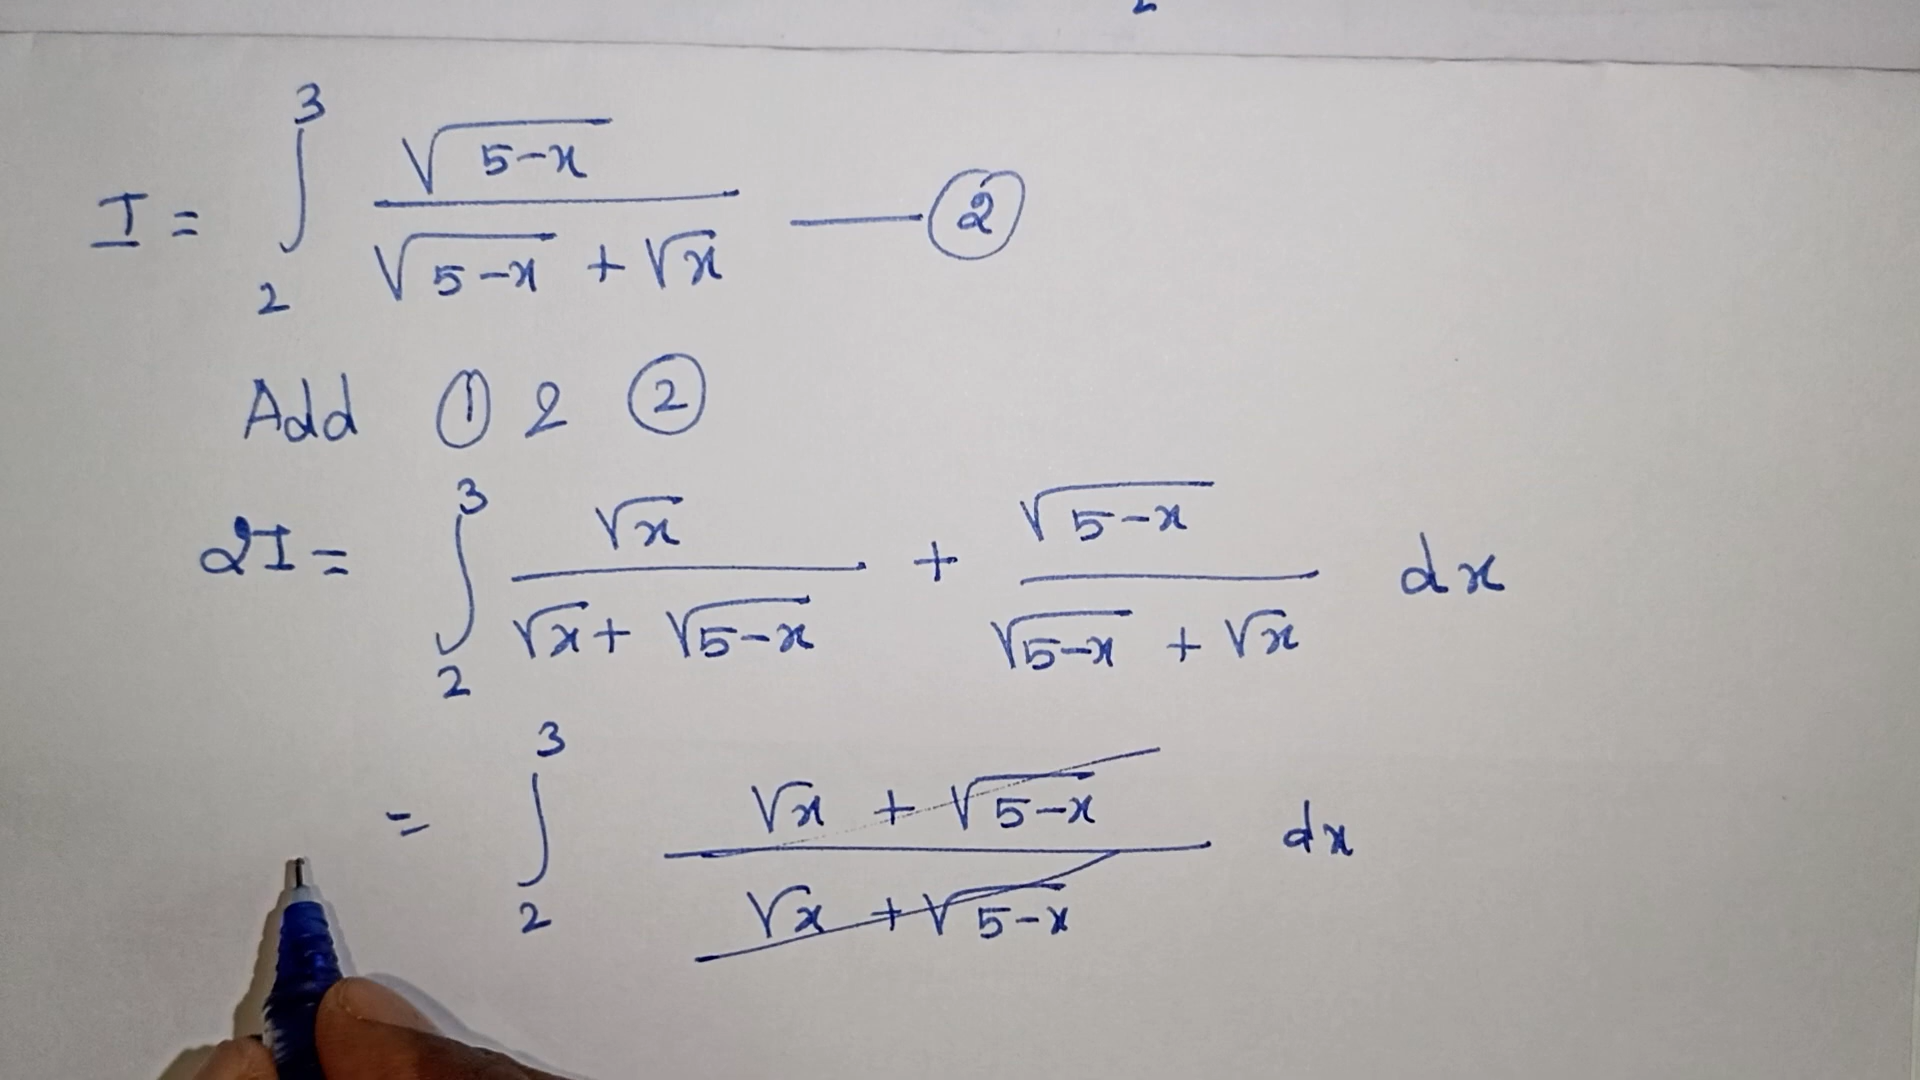 I = ∫₂³ √(5-x) / (√(5-x) + √x) —— ②
Add ① & ②
2I = ∫₂³ √x / (√x + √(5-x)) + √(5-x) / (√(5-x) + √x) dx
= ∫₂³ (√x + √(5-x)) / (√x + √(5-x)) dx